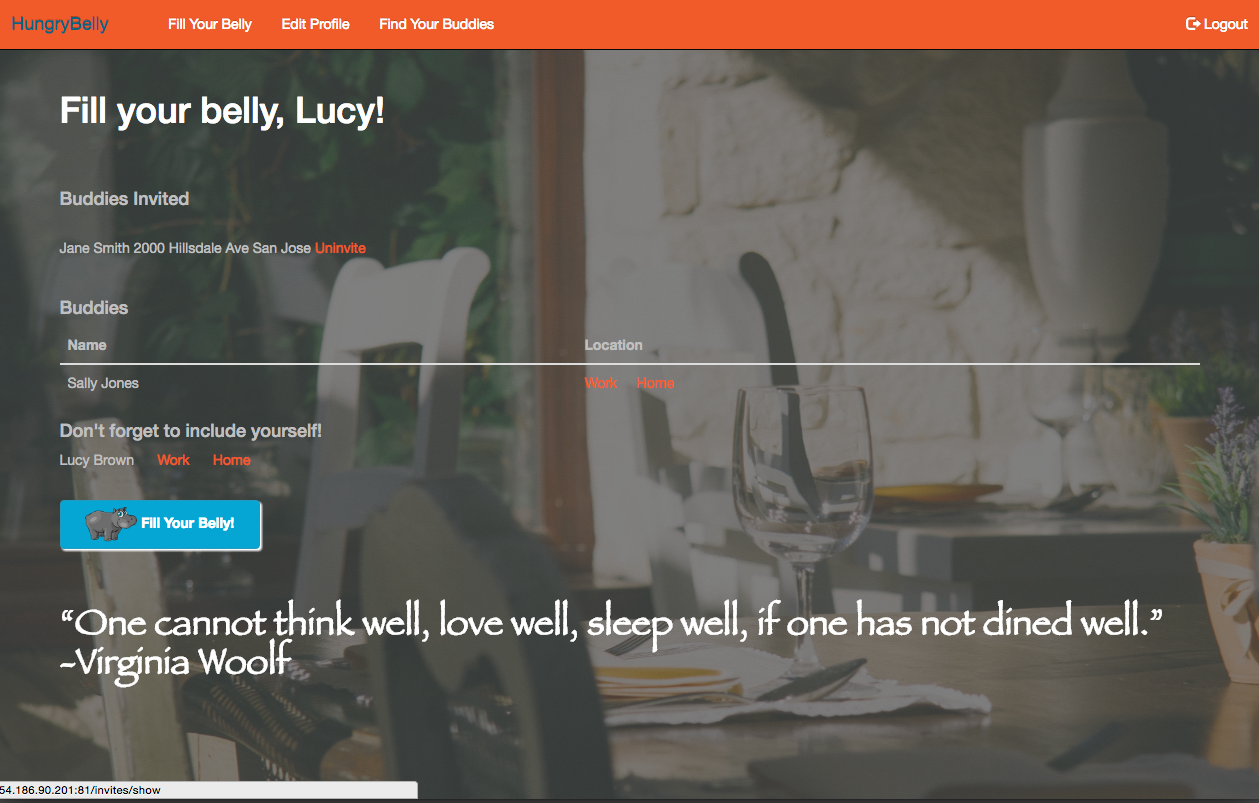 HungryBelly Fill Your Belly Edit Profile Find Your Buddies Logout
Fill your belly, Lucy!
Buddies Invited
Jane Smith 2000 Hillsdale Ave San Jose Uninvite
Buddies
Name Location
Sally Jones Work Home
Don't forget to include yourself!
Lucy Brown Work Home
Fill Your Belly!
“One cannot think well, love well, sleep well, if one has not dined well.”
-Virginia Woolf
54.186.90.201:81/invites/show